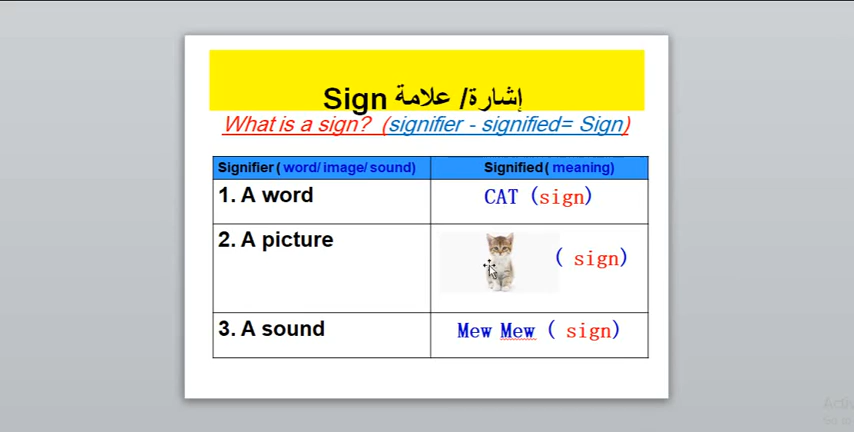 Sign إشارة/ علامة
What is a sign? (signifier - signified= Sign)
Signifier ( word/ image/ sound) Signified ( meaning)
1. A word CAT (sign)
2. A picture ( sign)
3. A sound Mew Mew ( sign)